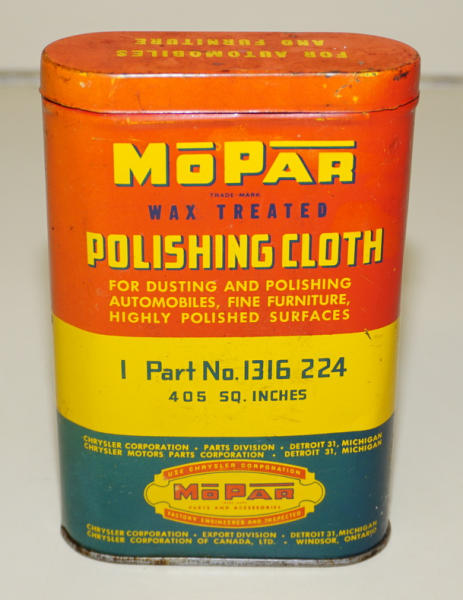 FOR AUTOMOBILES
AND FURNITURE
MOPAR
TRADE-MARK
WAX TREATED
POLISHING CLOTH
FOR DUSTING AND POLISHING
AUTOMOBILES, FINE FURNITURE,
HIGHLY POLISHED SURFACES
1 Part No. 1316 224
405 SQ. INCHES
CHRYSLER CORPORATION • PARTS DIVISION • DETROIT 31, MICHIGAN
CHRYSLER MOTORS PARTS CORPORATION • DETROIT 31, MICHIGAN
USE CHRYSLER CORPORATION
MOPAR
PARTS AND ACCESSORIES
FACTORY ENGINEERED AND INSPECTED
CHRYSLER CORPORATION • EXPORT DIVISION • DETROIT 31, MICHIGAN
CHRYSLER CORPORATION OF CANADA, LTD. • WINDSOR, ONTARIO